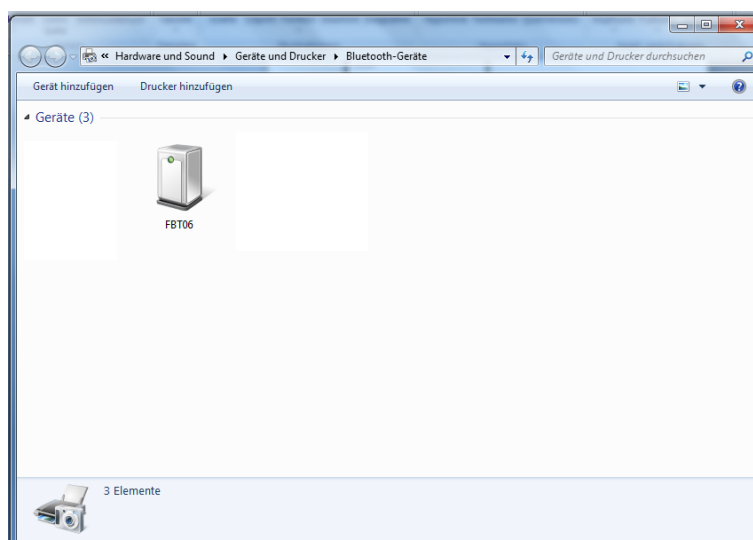 « Hardware und Sound ▸ Geräte und Drucker ▸ Bluetooth-Geräte
Geräte und Drucker durchsuchen
Gerät hinzufügen Drucker hinzufügen
Geräte (3)
FBT06
3 Elemente